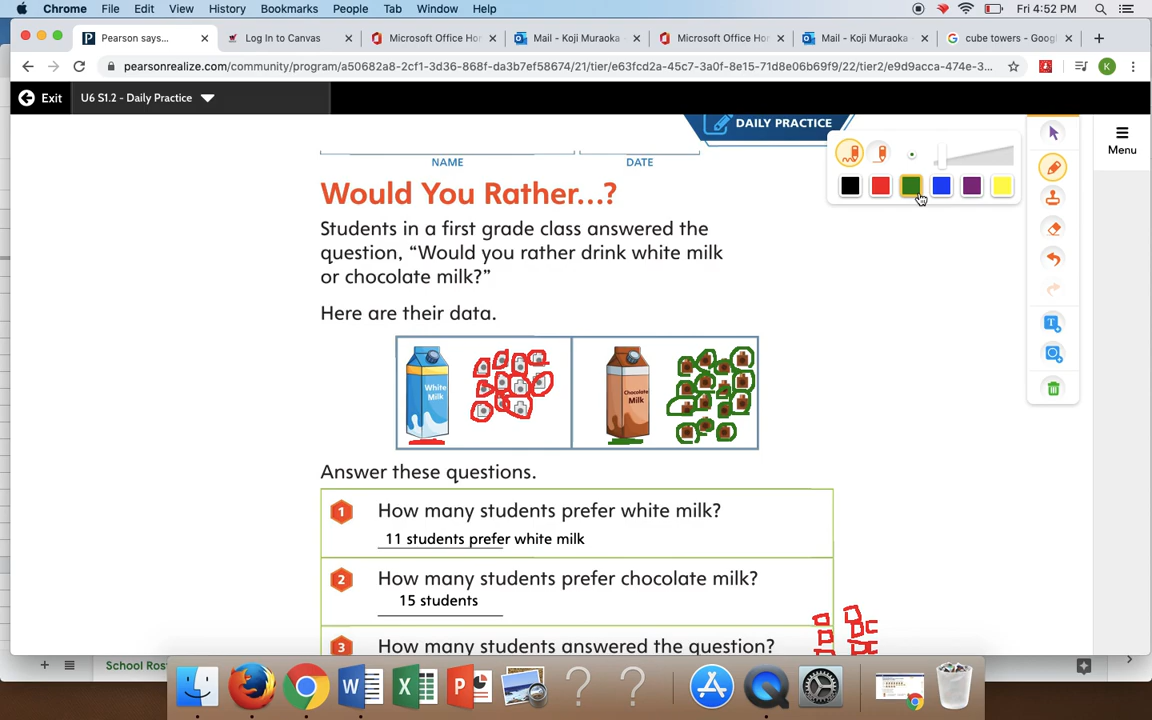 Chrome File Edit View History Bookmarks People Tab Window Help Fri 4:52 PM
Pearson says... Log In to Canvas Microsoft Office Hor Mail - Koji Muraoka - Microsoft Office Hor Mail - Koji Muraoka - cube towers - Googl
pearsonrealize.com/community/program/a50682a8-2cf1-3d36-868f-da3b7ef58674/21/tier/e63fcd2a-45c7-3a0f-8e15-71d8e06b69f9/22/tier2/e9d9acca-474e-3... K
Exit U6 S1.2 - Daily Practice
DAILY PRACTICE
Menu
NAME DATE
Would You Rather...?
Students in a first grade class answered the
question, “Would you rather drink white milk
or chocolate milk?”
Here are their data.
White
Milk
Chocolate
Milk
Answer these questions.
1 How many students prefer white milk?
11 students prefer white milk
2 How many students prefer chocolate milk?
15 students
3 How many students answered the question?
School Ros